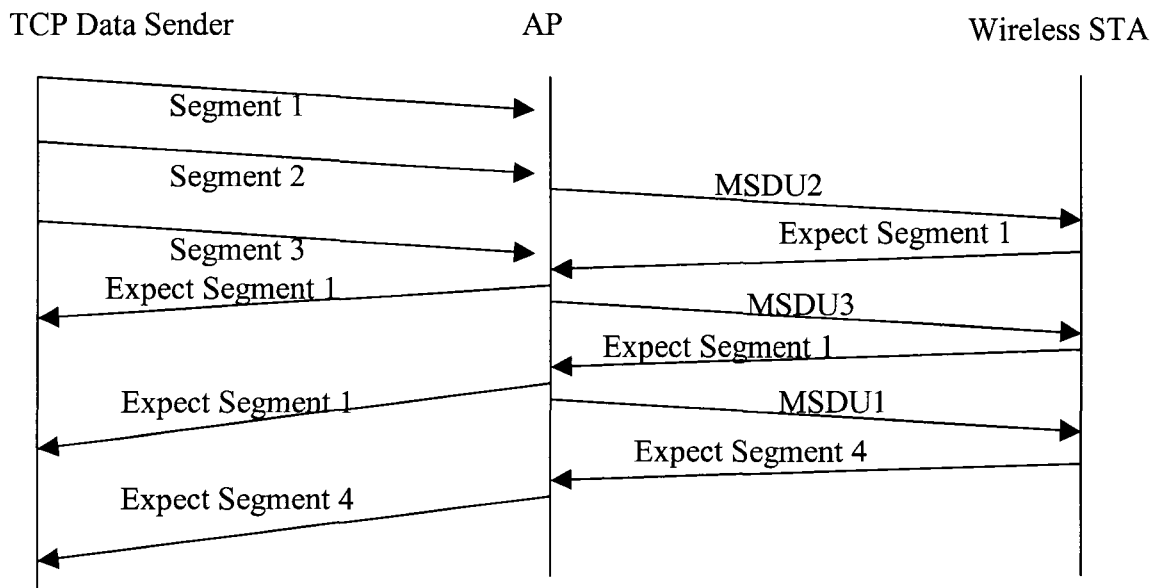 TCP Data Sender AP Wireless STA
Segment 1
Segment 2
MSDU2
Expect Segment 1
Segment 3
Expect Segment 1
MSDU3
Expect Segment 1
Expect Segment 1
MSDU1
Expect Segment 4
Expect Segment 4